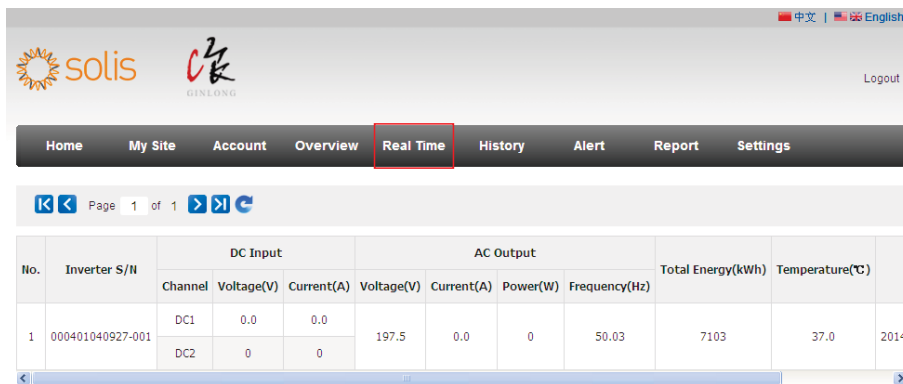 中文 | English
solis
GINLONG
Logout
Home My Site Account Overview Real Time History Alert Report Settings
Page 1 of 1
No. Inverter S/N DC Input AC Output Total Energy(kWh) Temperature(℃)
Channel Voltage(V) Current(A) Voltage(V) Current(A) Power(W) Frequency(Hz)
1 000401040927-001 DC1 0.0 0.0 197.5 0.0 0 50.03 7103 37.0 2014
DC2 0 0